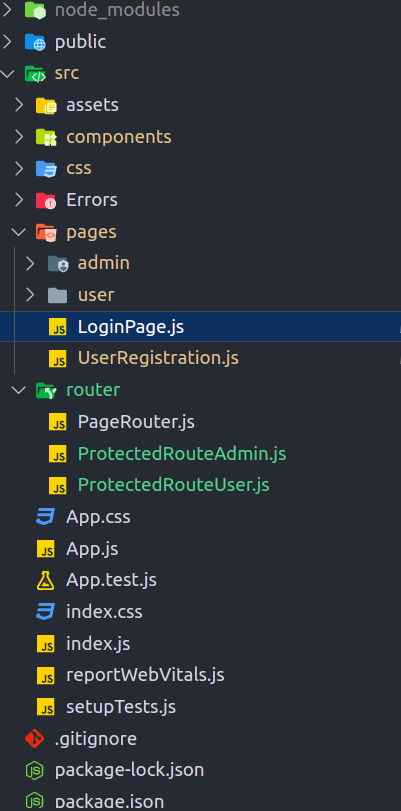 node_modules
public
src
assets
components
css
Errors
pages
admin
user
JS LoginPage.js
JS UserRegistration.js
router
JS PageRouter.js
JS ProtectedRouteAdmin.js
JS ProtectedRouteUser.js
App.css
JS App.js
App.test.js
index.css
JS index.js
JS reportWebVitals.js
JS setupTests.js
.gitignore
package-lock.json
package.json